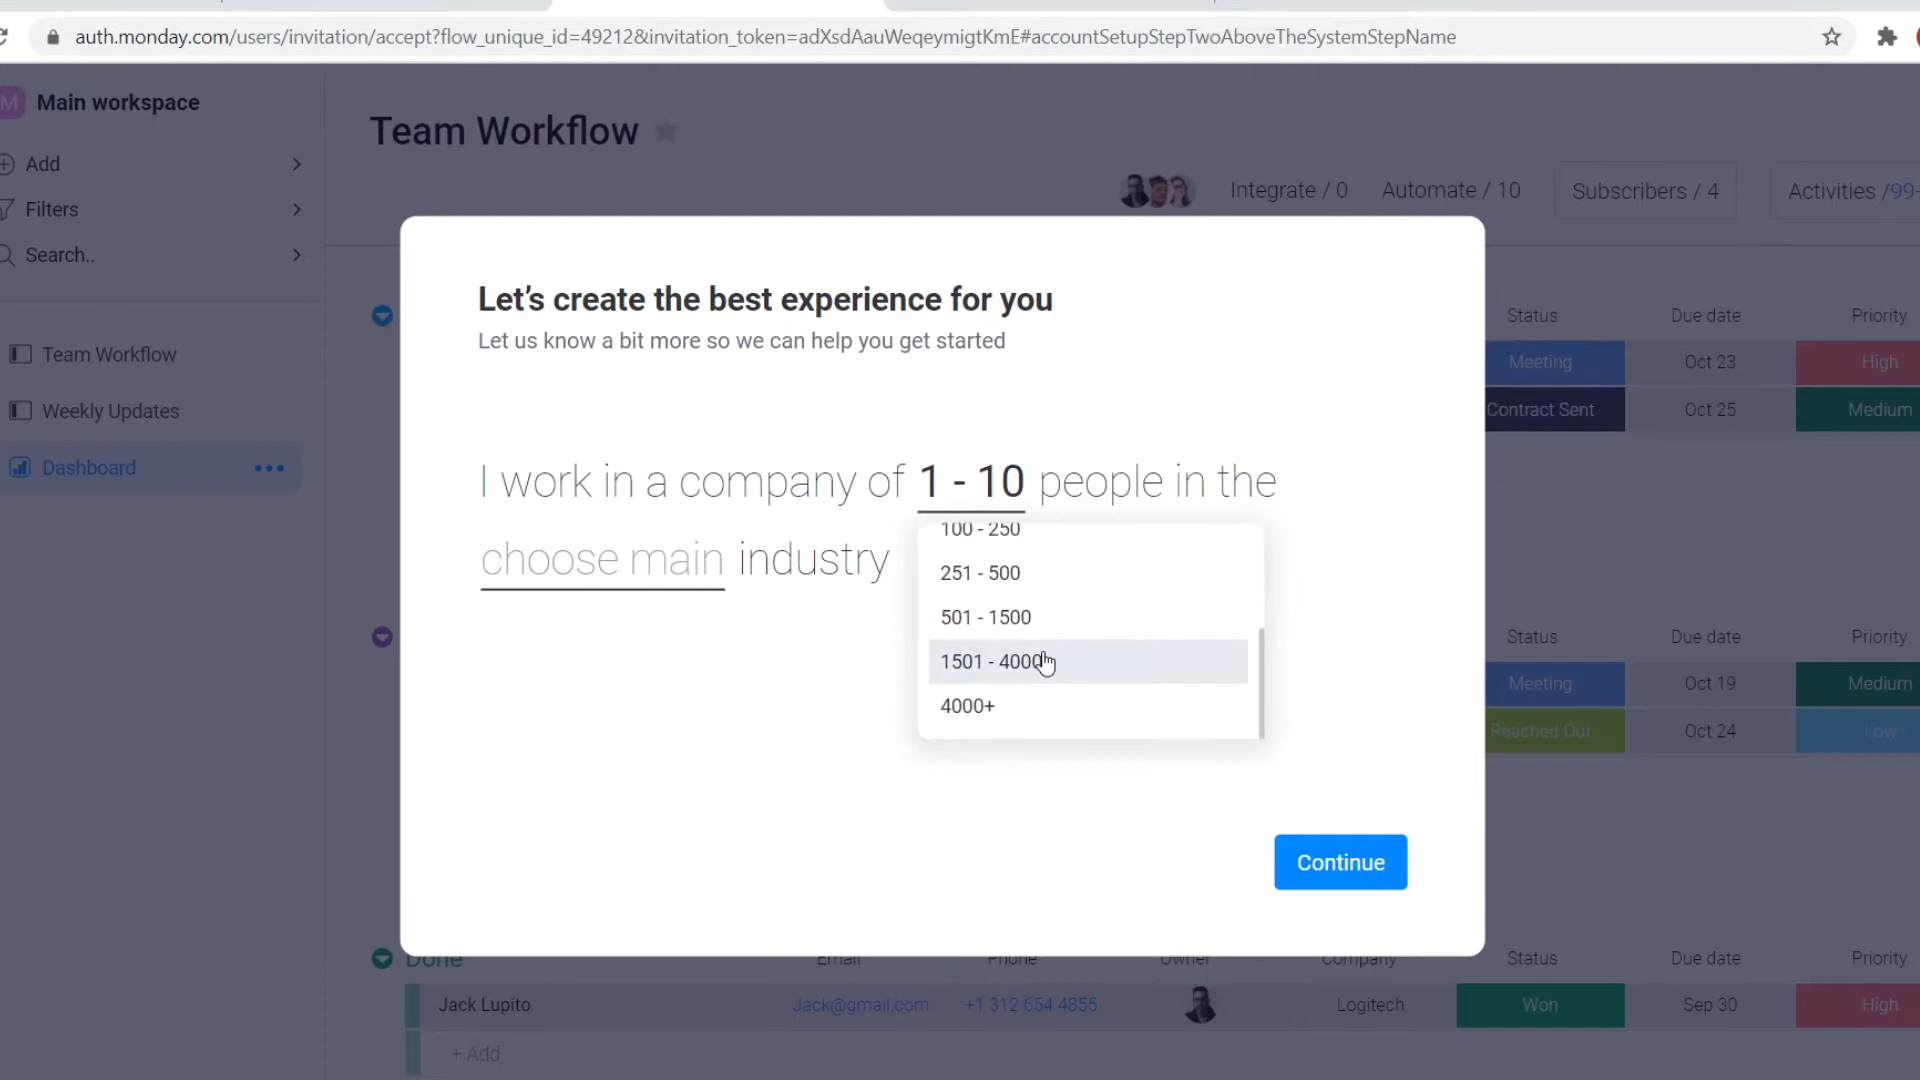 auth.monday.com/users/invitation/accept?flow_unique_id=49212&invitation_token=adXsdAauWeqeymigtKmE#accountSetupStepTwoAboveTheSystemStepName
M Main workspace
Add
Filters
Search..
Team Workflow
Weekly Updates
Dashboard
Team Workflow
Integrate / 0 Automate / 10 Subscribers / 4 Activities /99
Let's create the best experience for you
Let us know a bit more so we can help you get started
I work in a company of 1 - 10 people in the
choose main industry
100 - 250
251 - 500
501 - 1500
1501 - 4000
4000+
Continue
Status Due date Priority
Meeting Oct 23 High
Contract Sent Oct 25 Medium
Status Due date Priority
Meeting Oct 19 Medium
Reached Out Oct 24 Low
Done Email Phone Owner Company Status Due date Priority
Jack Lupito Jack@gmail.com +1 312 654 4855 Logitech Won Sep 30 High
+ Add